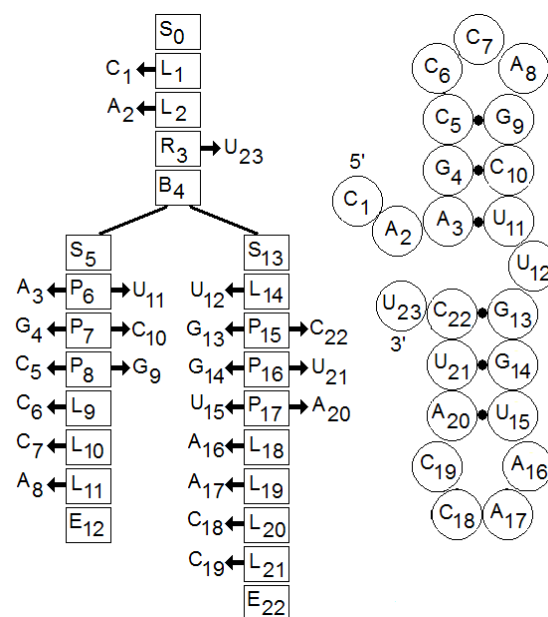 S0
C1 L1
A2 L2
R3 U23
B4
S5
A3 P6 U11
G4 P7 C10
C5 P8 G9
C6 L9
C7 L10
A8 L11
E12
S13
U12 L14
G13 P15 C22
G14 P16 U21
U15 P17 A20
A16 L18
A17 L19
C18 L20
C19 L21
E22
C7
C6 A8
C5 G9
G4 C10
5'
C1 A2 A3 U11
U12
U23 C22 G13
3'
U21 G14
A20 U15
C19 A16
C18 A17